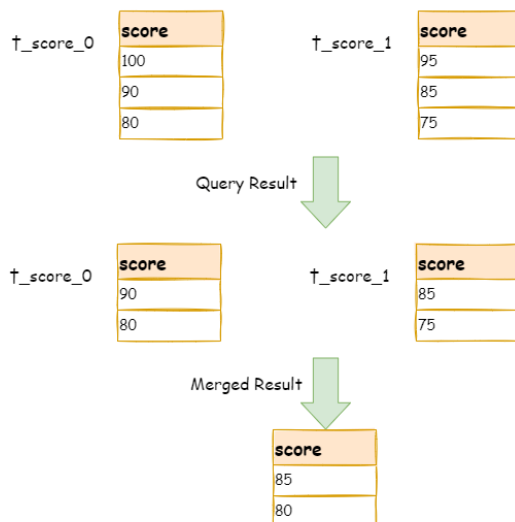 t_score_0
score
100
90
80
t_score_1
score
95
85
75
Query Result
t_score_0
score
90
80
t_score_1
score
85
75
Merged Result
score
85
80